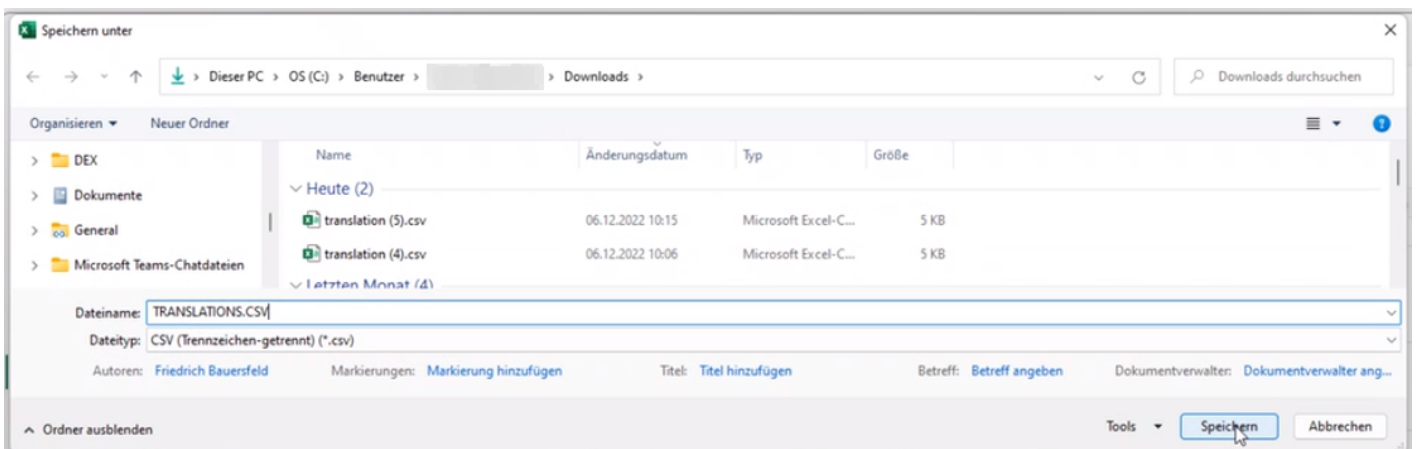 Speichern unter
Dieser PC > OS (C:) > Benutzer > > Downloads >
Downloads durchsuchen
Organisieren Neuer Ordner
Name Änderungsdatum Typ Größe
DEX
Dokumente
General
Microsoft Teams-Chatdateien
Heute (2)
translation (5).csv 06.12.2022 10:15 Microsoft Excel-C... 5 KB
translation (4).csv 06.12.2022 10:06 Microsoft Excel-C... 5 KB
Letzten Monat (4)
Dateiname: TRANSLATIONS.CSV
Dateityp: CSV (Trennzeichen-getrennt) (*.csv)
Autoren: Friedrich Bauersfeld Markierungen: Markierung hinzufügen Titel: Titel hinzufügen Betreff: Betreff angeben Dokumentverwalter: Dokumentverwalter ang...
Ordner ausblenden Tools Speichern Abbrechen